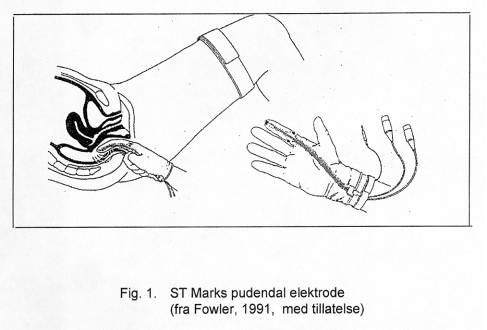 Fig. 1. ST Marks pudendal elektrode
(fra Fowler, 1991, med tillatelse)